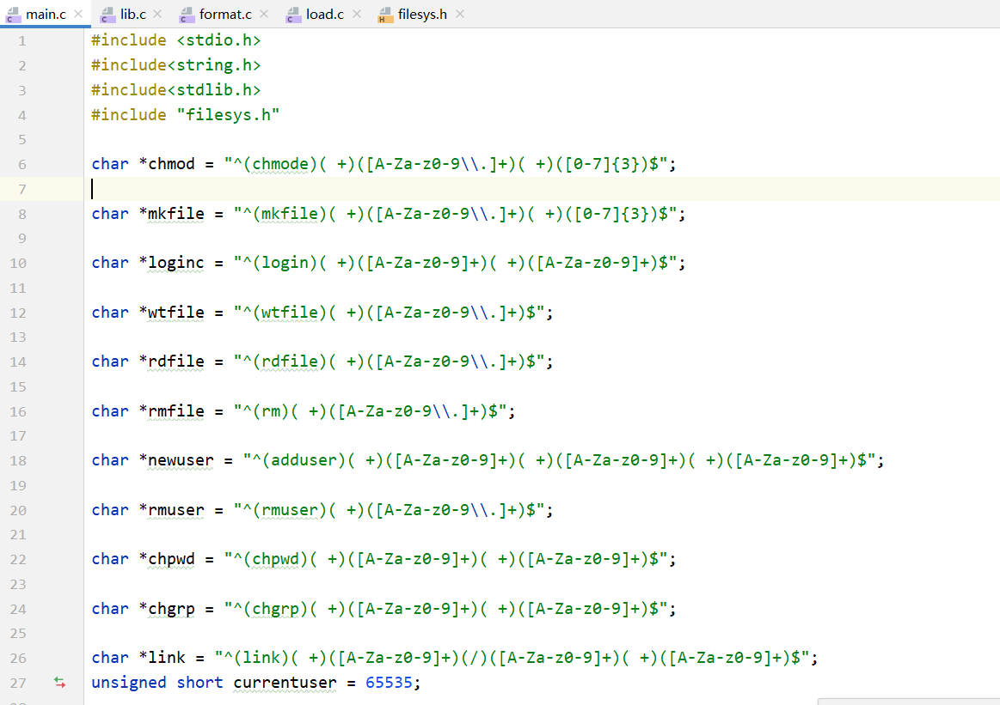 main.c lib.c format.c load.c filesys.h
1 #include <stdio.h>
2 #include<string.h>
3 #include<stdlib.h>
4 #include "filesys.h"
5
6 char *chmod = "^(chmode)( +)([A-Za-z0-9\\.]+)( +)([0-7]{3})$";
7
8 char *mkfile = "^(mkfile)( +)([A-Za-z0-9\\.]+)( +)([0-7]{3})$";
9
10 char *loginc = "^(login)( +)([A-Za-z0-9]+)( +)([A-Za-z0-9]+)$";
11
12 char *wtfile = "^(wtfile)( +)([A-Za-z0-9\\.]+)$";
13
14 char *rdfile = "^(rdfile)( +)([A-Za-z0-9\\.]+)$";
15
16 char *rmfile = "^(rm)( +)([A-Za-z0-9\\.]+)$";
17
18 char *newuser = "^(adduser)( +)([A-Za-z0-9]+)( +)([A-Za-z0-9]+)( +)([A-Za-z0-9]+)$";
19
20 char *rmuser = "^(rmuser)( +)([A-Za-z0-9\\.]+)$";
21
22 char *chpwd = "^(chpwd)( +)([A-Za-z0-9]+)( +)([A-Za-z0-9]+)$";
23
24 char *chgrp = "^(chgrp)( +)([A-Za-z0-9]+)( +)([A-Za-z0-9]+)$";
25
26 char *link = "^(link)( +)([A-Za-z0-9]+)(/)([A-Za-z0-9]+)( +)([A-Za-z0-9]+)$";
27 unsigned short currentuser = 65535;